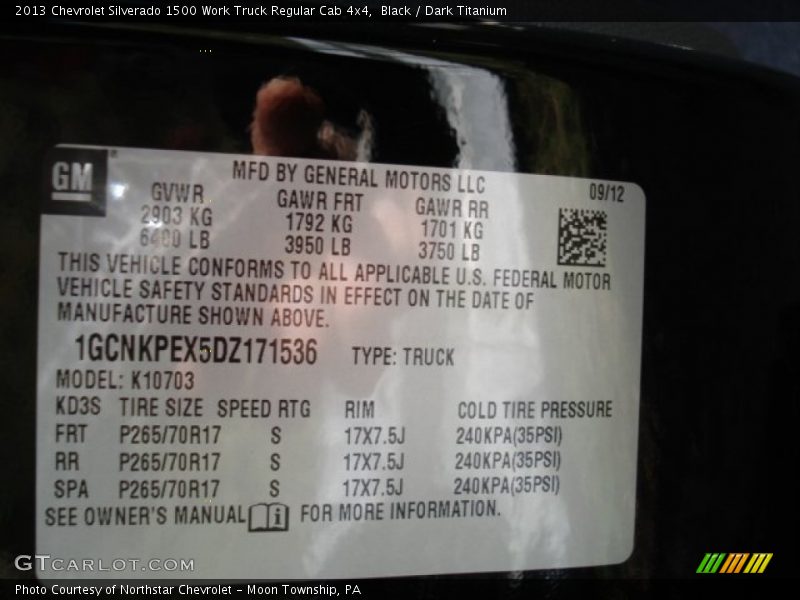 2013 Chevrolet Silverado 1500 Work Truck Regular Cab 4x4, Black / Dark Titanium
GM
MFD BY GENERAL MOTORS LLC
09/12
GVWR GAWR FRT GAWR RR
2903 KG 1792 KG 1701 KG
6400 LB 3950 LB 3750 LB
THIS VEHICLE CONFORMS TO ALL APPLICABLE U.S. FEDERAL MOTOR
VEHICLE SAFETY STANDARDS IN EFFECT ON THE DATE OF
MANUFACTURE SHOWN ABOVE.
1GCNKPEX5DZ171536 TYPE: TRUCK
MODEL: K10703
KD3S TIRE SIZE SPEED RTG RIM COLD TIRE PRESSURE
FRT P265/70R17 S 17X7.5J 240KPA(35PSI)
RR P265/70R17 S 17X7.5J 240KPA(35PSI)
SPA P265/70R17 S 17X7.5J 240KPA(35PSI)
SEE OWNER'S MANUAL FOR MORE INFORMATION.
GTCARLOT.COM
Photo Courtesy of Northstar Chevrolet - Moon Township, PA